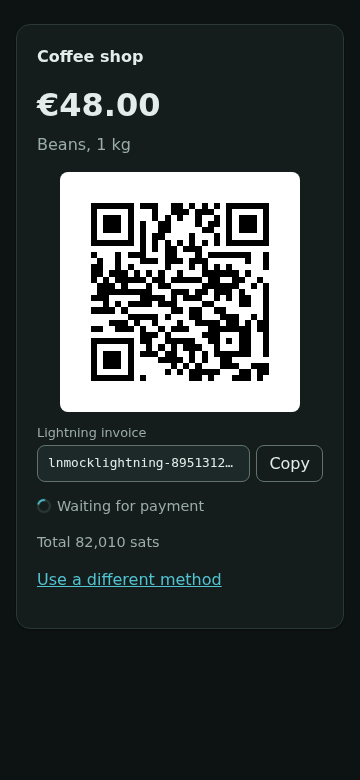 Coffee shop
€48.00
Beans, 1 kg
Lightning invoice
lnmocklightning-8951312…
Copy
Waiting for payment
Total 82,010 sats
Use a different method